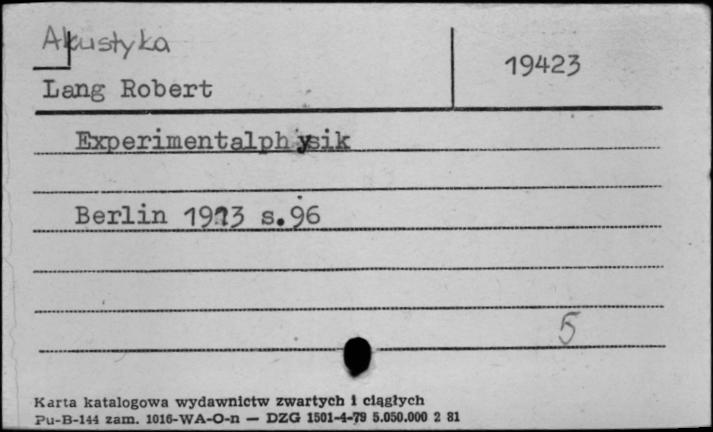 Akustyka
19423
Lang Robert
Experimentalphysik
Berlin 1913 s.96
5
Karta katalogowa wydawnictw zwartych i ciągłych
Pu-B-144 zam. 1016-WA-O-n — DZG 1501-4-79 5.050.000 2 81